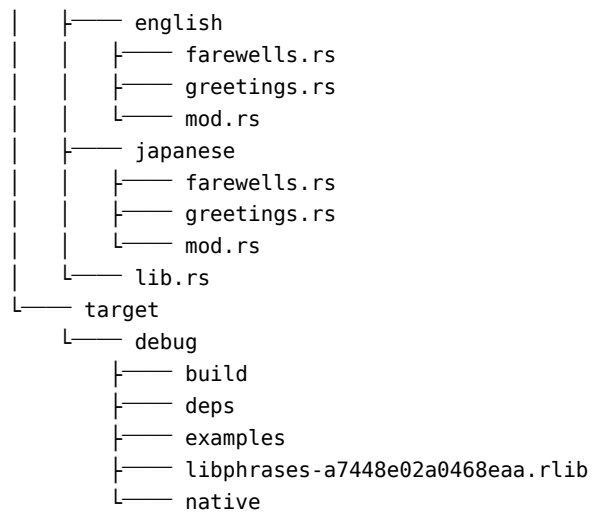 english
farewells.rs
greetings.rs
mod.rs
japanese
farewells.rs
greetings.rs
mod.rs
lib.rs
target
debug
build
deps
examples
libphrases-a7448e02a0468eaa.rlib
native